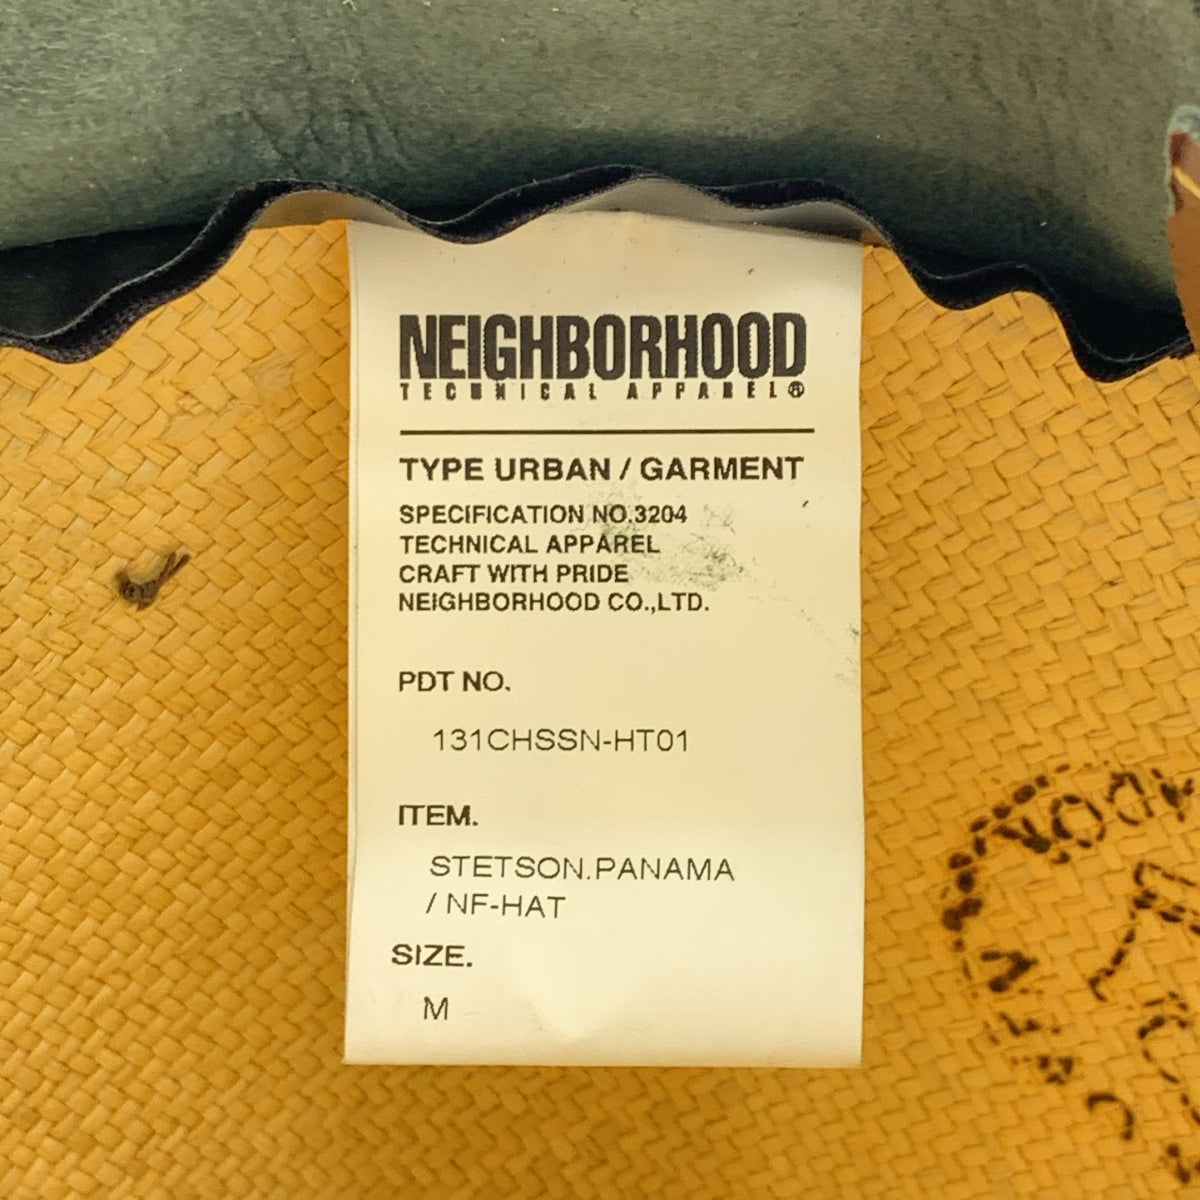 NEIGHBORHOOD
TECHNICAL APPAREL®
TYPE URBAN / GARMENT
SPECIFICATION NO.3204
TECHNICAL APPAREL
CRAFT WITH PRIDE
NEIGHBORHOOD CO.,LTD.
PDT NO.
131CHSSN-HT01
ITEM.
STETSON.PANAMA
/ NF-HAT
SIZE.
M